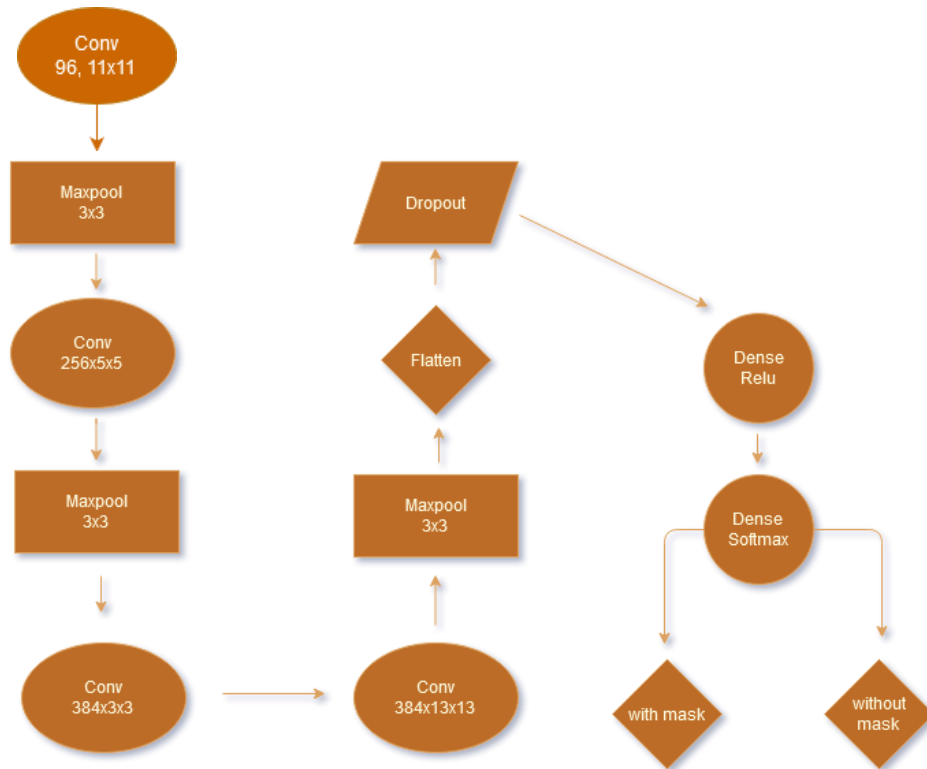 Conv
96, 11x11
Maxpool
3x3
Conv
256x5x5
Maxpool
3x3
Conv
384x3x3
Conv
384x13x13
Maxpool
3x3
Flatten
Dropout
Dense
Relu
Dense
Softmax
with mask
without
mask